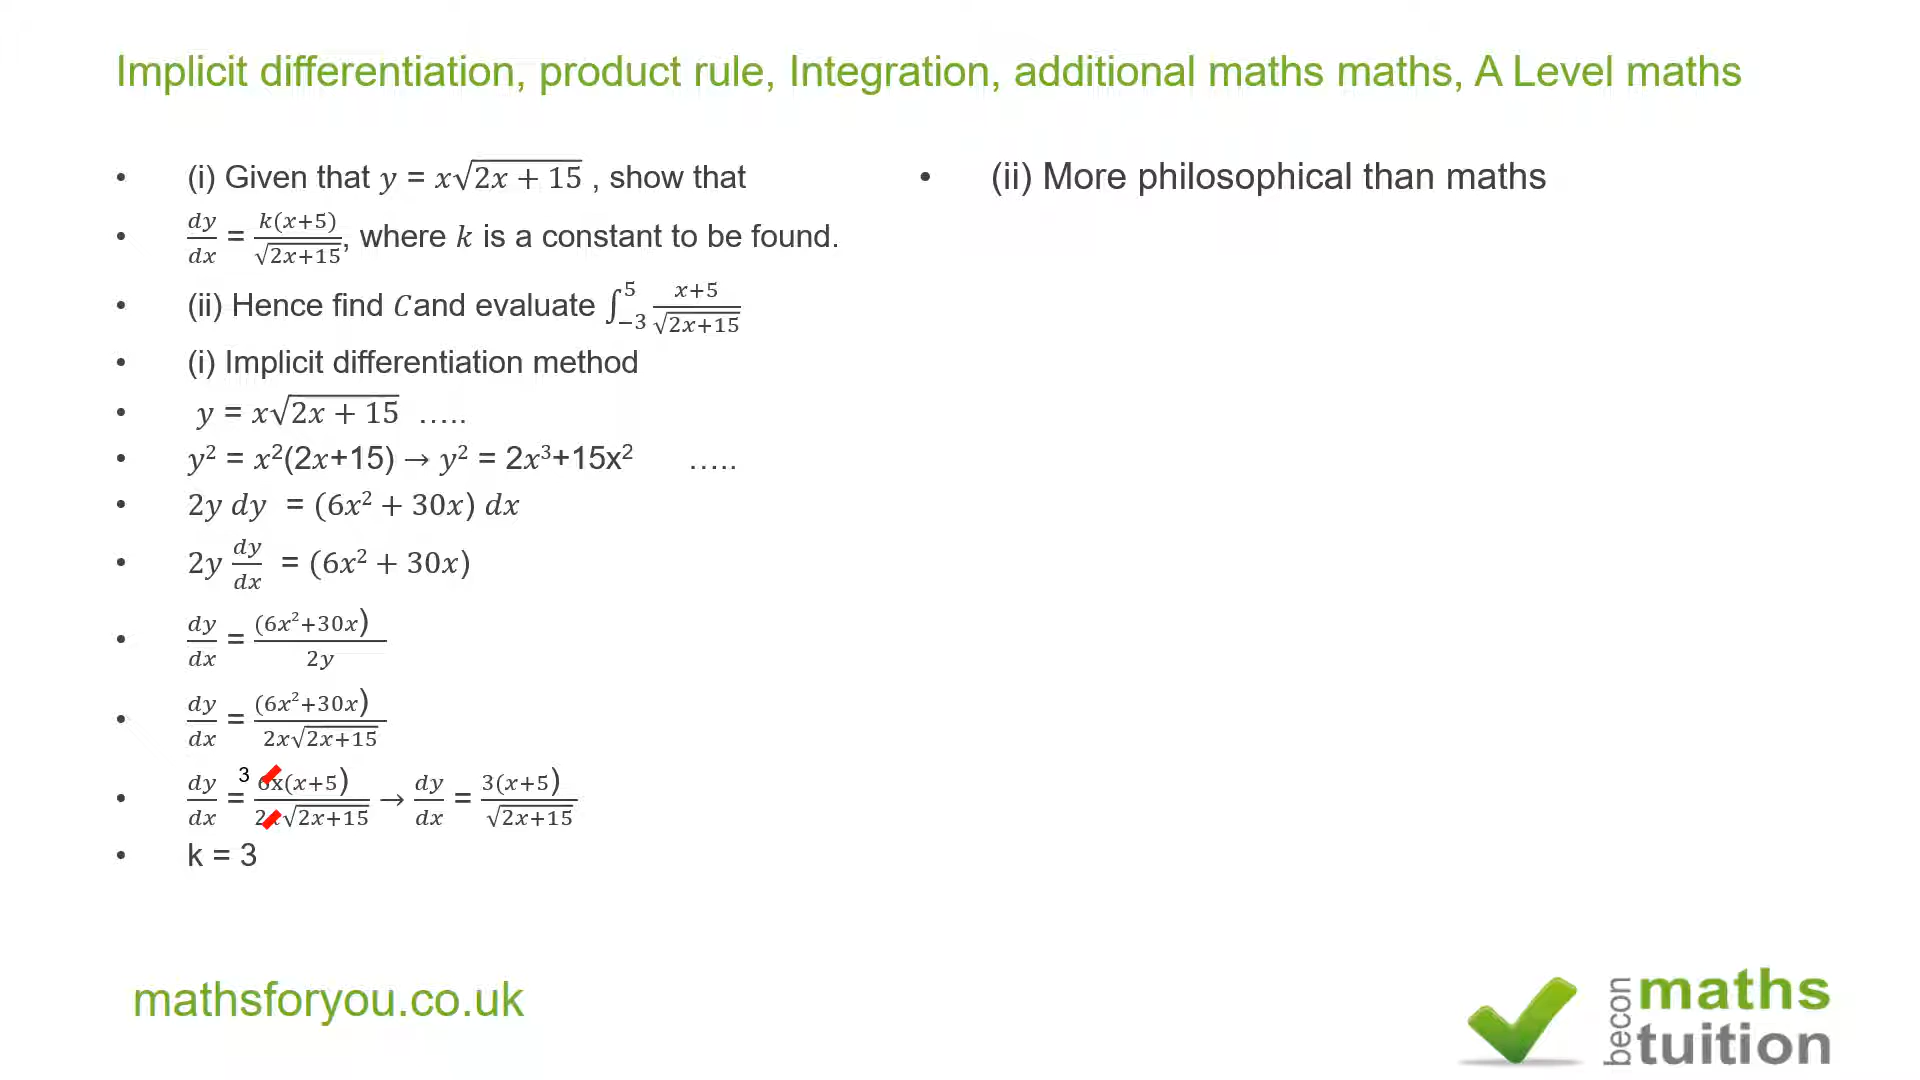 Implicit differentiation, product rule, Integration, additional maths maths, A Level maths
• (i) Given that y = x√(2x + 15) , show that
• dy/dx = k(x+5)/√(2x+15), where k is a constant to be found.
• (ii) Hence find Cand evaluate ∫₋₃⁵ x+5/√(2x+15)
• (i) Implicit differentiation method
• y = x√(2x + 15) …..
• y² = x²(2x+15) → y² = 2x³+15x² …..
• 2y dy = (6x² + 30x) dx
• 2y dy/dx = (6x² + 30x)
• dy/dx = (6x²+30x)/2y
• dy/dx = (6x²+30x)/2x√(2x+15)
• dy/dx = 3 6x(x+5)/2x√(2x+15) → dy/dx = 3(x+5)/√(2x+15)
• k = 3
• (ii) More philosophical than maths
mathsforyou.co.uk
becon maths tuition